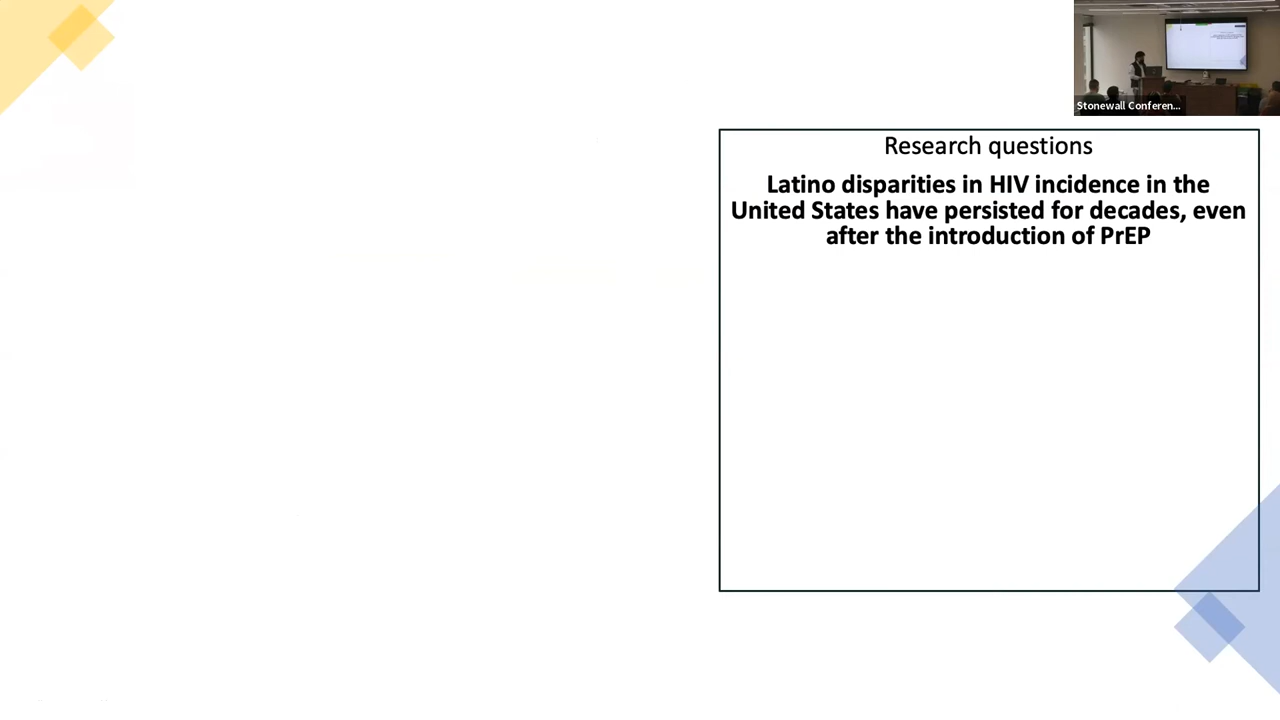 Stonewall Conferen...
Research questions
Latino disparities in HIV incidence in the
United States have persisted for decades, even
after the introduction of PrEP